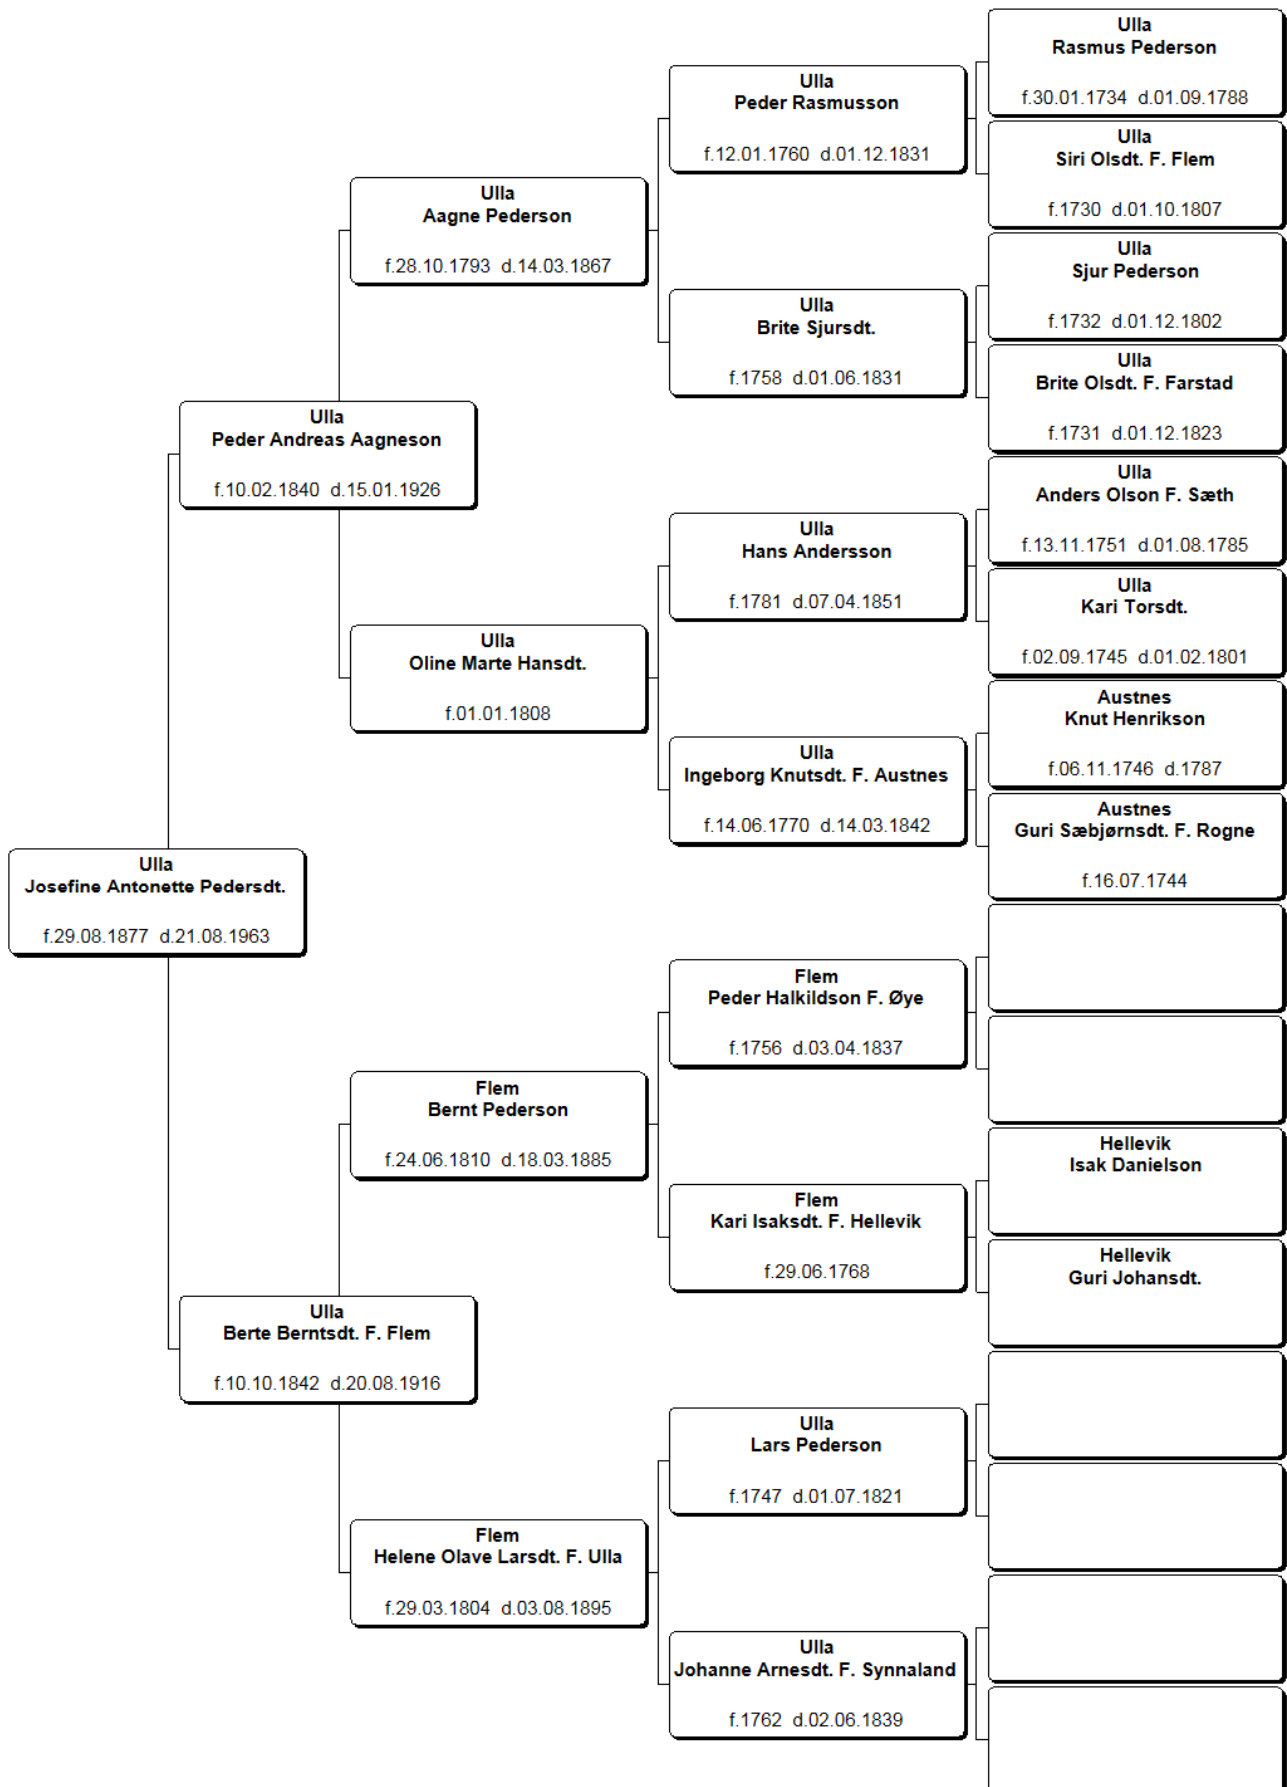 Ulla
Rasmus Pederson
f.30.01.1734 d.01.09.1788
Ulla
Peder Rasmusson
f.12.01.1760 d.01.12.1831
Ulla
Siri Olsdt. F. Flem
f.1730 d.01.10.1807
Ulla
Aagne Pederson
f.28.10.1793 d.14.03.1867
Ulla
Sjur Pederson
f.1732 d.01.12.1802
Ulla
Brite Sjursdt.
f.1758 d.01.06.1831
Ulla
Brite Olsdt. F. Farstad
f.1731 d.01.12.1823
Ulla
Peder Andreas Aagneson
f.10.02.1840 d.15.01.1926
Ulla
Anders Olson F. Sæth
f.13.11.1751 d.01.08.1785
Ulla
Hans Andersson
f.1781 d.07.04.1851
Ulla
Kari Torsdt.
f.02.09.1745 d.01.02.1801
Ulla
Oline Marte Hansdt.
f.01.01.1808
Austnes
Knut Henrikson
f.06.11.1746 d.1787
Ulla
Ingeborg Knutsdt. F. Austnes
f.14.06.1770 d.14.03.1842
Austnes
Guri Sæbjørnsdt. F. Rogne
f.16.07.1744
Ulla
Josefine Antonette Pedersdt.
f.29.08.1877 d.21.08.1963
Flem
Peder Halkildson F. Øye
f.1756 d.03.04.1837
Flem
Bernt Pederson
f.24.06.1810 d.18.03.1885
Hellevik
Isak Danielson
Flem
Kari Isaksdt. F. Hellevik
f.29.06.1768
Hellevik
Guri Johansdt.
Ulla
Berte Berntsdt. F. Flem
f.10.10.1842 d.20.08.1916
Ulla
Lars Pederson
f.1747 d.01.07.1821
Flem
Helene Olave Larsdt. F. Ulla
f.29.03.1804 d.03.08.1895
Ulla
Johanne Arnesdt. F. Synnaland
f.1762 d.02.06.1839